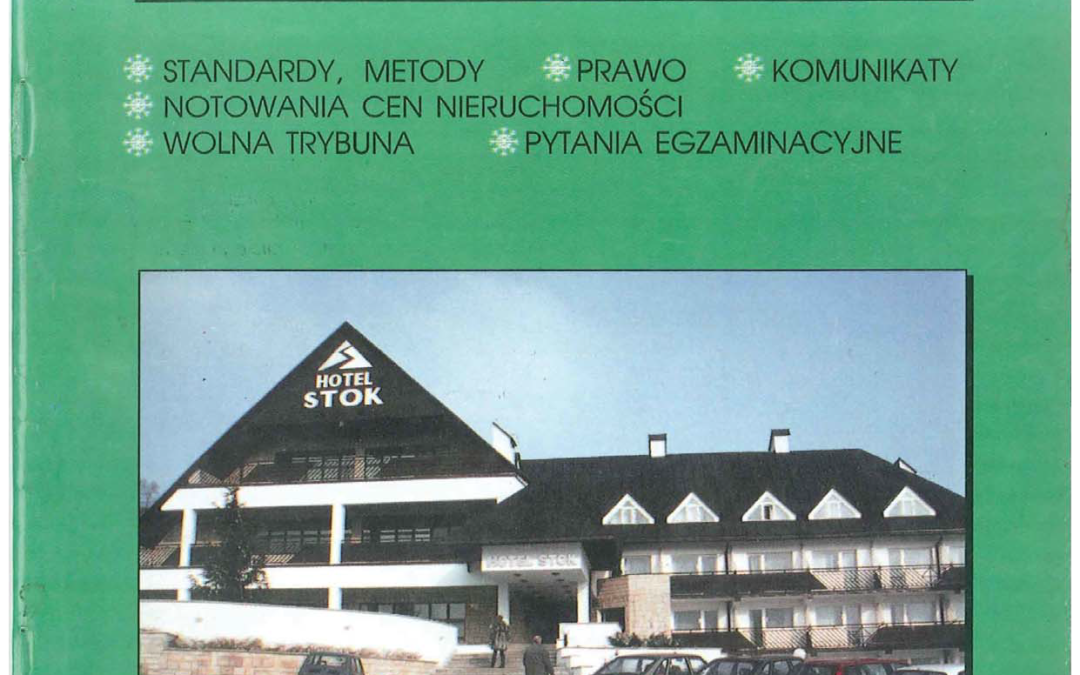 STANDARDY, METODY PRAWO KOMUNIKATY
NOTOWANIA CEN NIERUCHOMOŚCI
WOLNA TRYBUNA PYTANIA EGZAMINACYJNE
HOTEL
STOK
HOTEL STOK